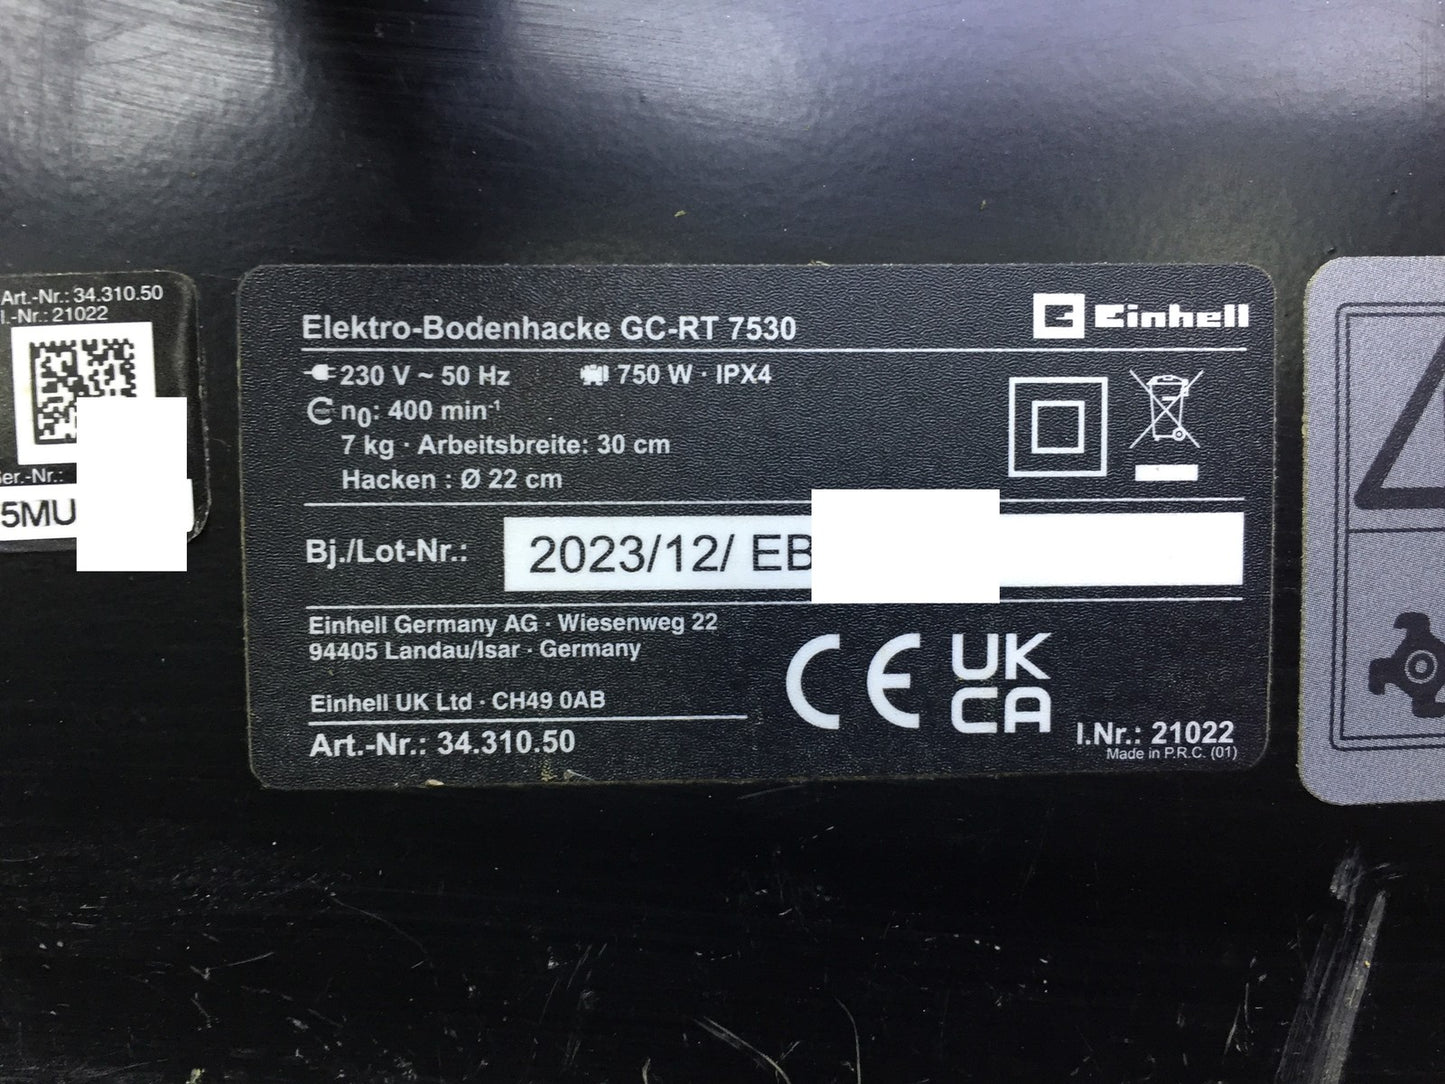 Art.-Nr.: 34.310.50
I.-Nr.: 21022
Ser.-Nr.:
5MU
Elektro-Bodenhacke GC-RT 7530
Einhell
230 V ~ 50 Hz 750 W · IPX4
n0: 400 min-1
7 kg · Arbeitsbreite: 30 cm
Hacken : Ø 22 cm
Bj./Lot-Nr.: 2023/12/ EB
Einhell Germany AG · Wiesenweg 22
94405 Landau/Isar · Germany
Einhell UK Ltd · CH49 0AB
Art.-Nr.: 34.310.50
CE
UK
CA
I.Nr.: 21022
Made in P.R.C. (01)